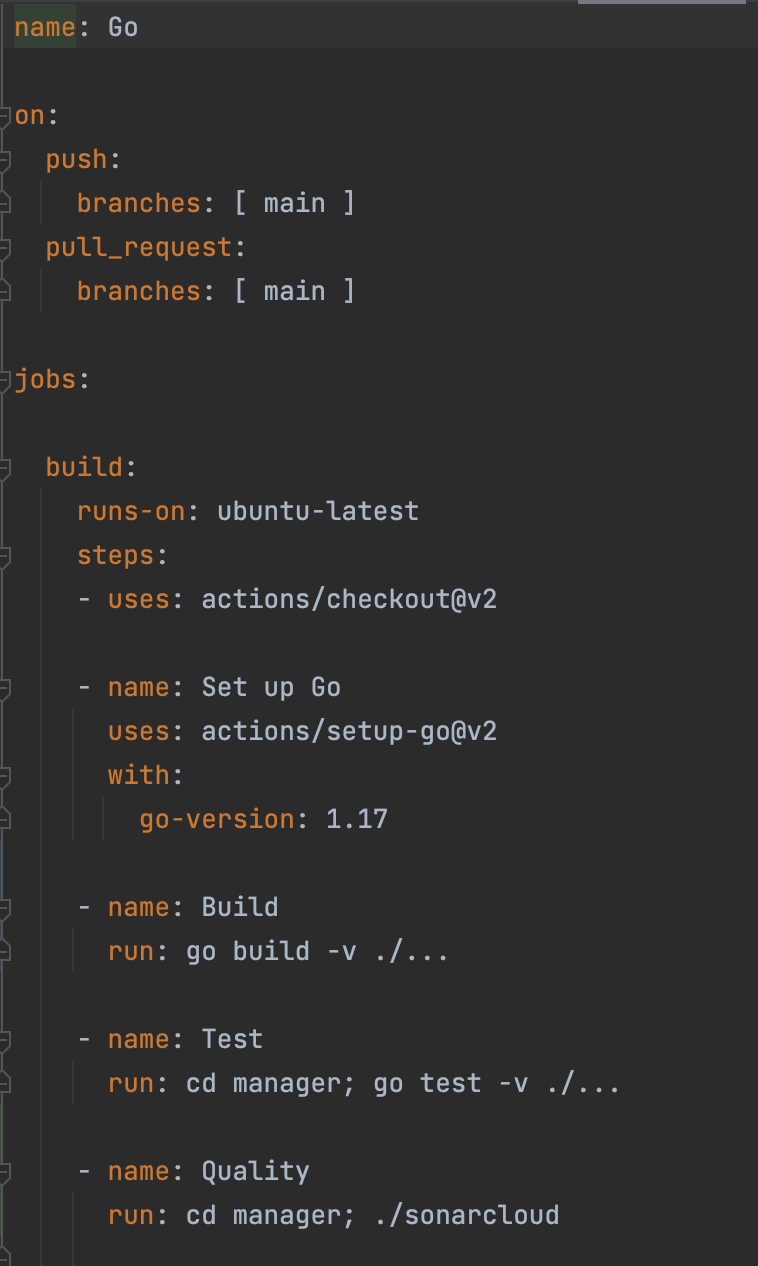 name: Go
on:
  push:
    branches: [ main ]
  pull_request:
    branches: [ main ]
jobs:
  build:
    runs-on: ubuntu-latest
    steps:
    - uses: actions/checkout@v2
    - name: Set up Go
      uses: actions/setup-go@v2
      with:
        go-version: 1.17
    - name: Build
      run: go build -v ./...
    - name: Test
      run: cd manager; go test -v ./...
    - name: Quality
      run: cd manager; ./sonarcloud